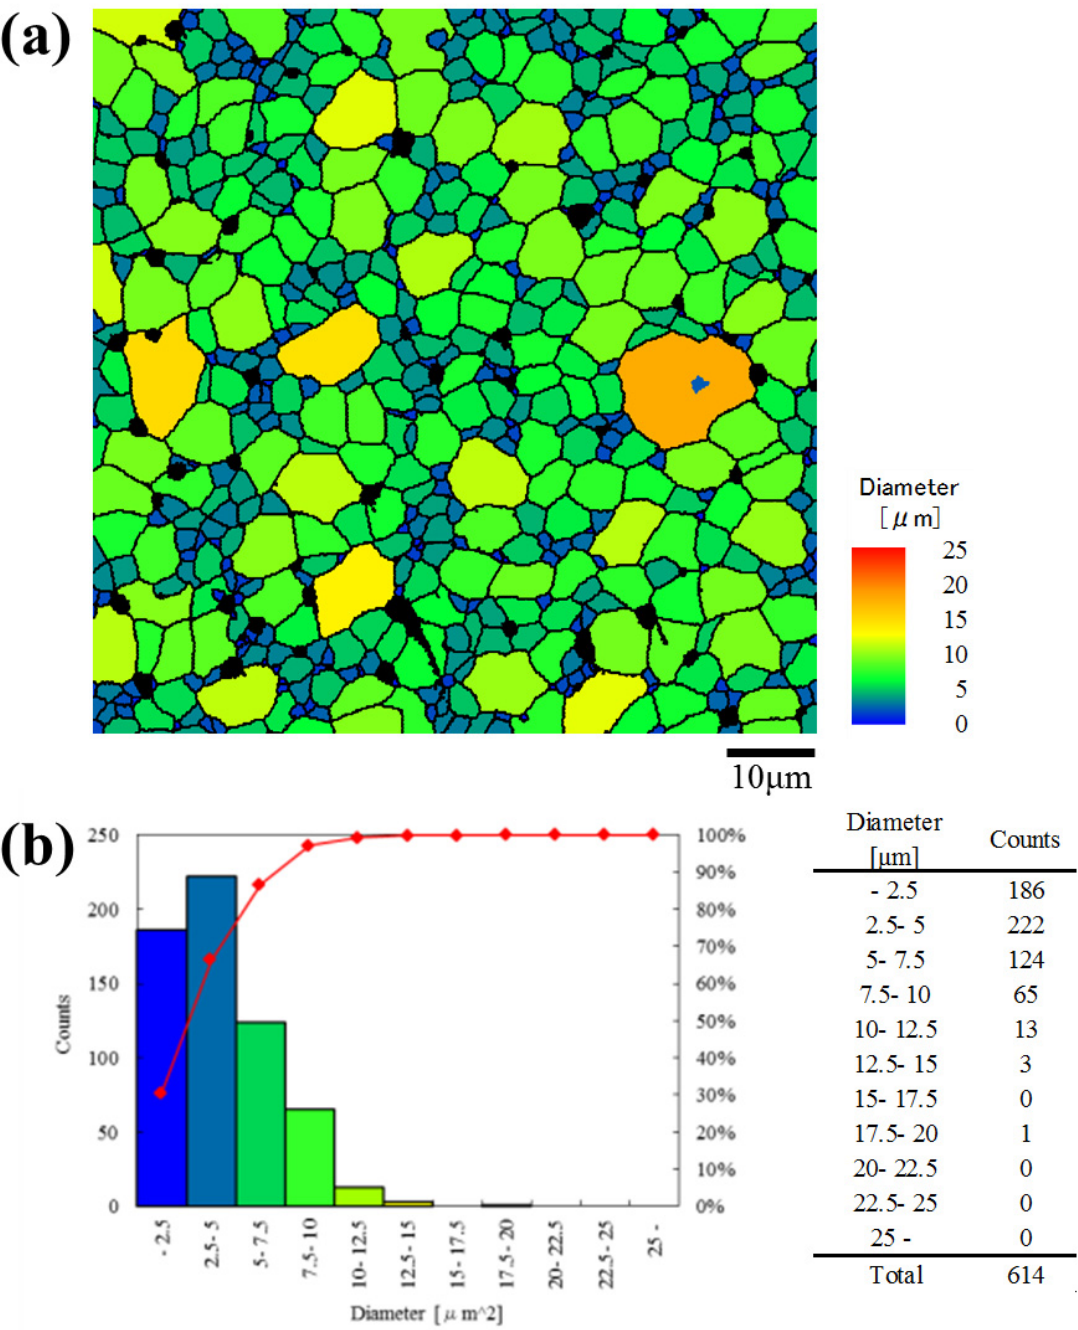 (a)
Diameter
[μm]
25
20
15
10
5
0
10μm
(b)
250
200
150
100
50
0
Counts
100%
90%
80%
70%
60%
50%
40%
30%
20%
10%
0%
- 2.5
2.5- 5
5- 7.5
7.5- 10
10- 12.5
12.5- 15
15- 17.5
17.5- 20
20- 22.5
22.5- 25
25 -
Diameter [μm^2]
Diameter Counts
[μm]
- 2.5 186
2.5- 5 222
5- 7.5 124
7.5- 10 65
10- 12.5 13
12.5- 15 3
15- 17.5 0
17.5- 20 1
20- 22.5 0
22.5- 25 0
25 - 0
Total 614